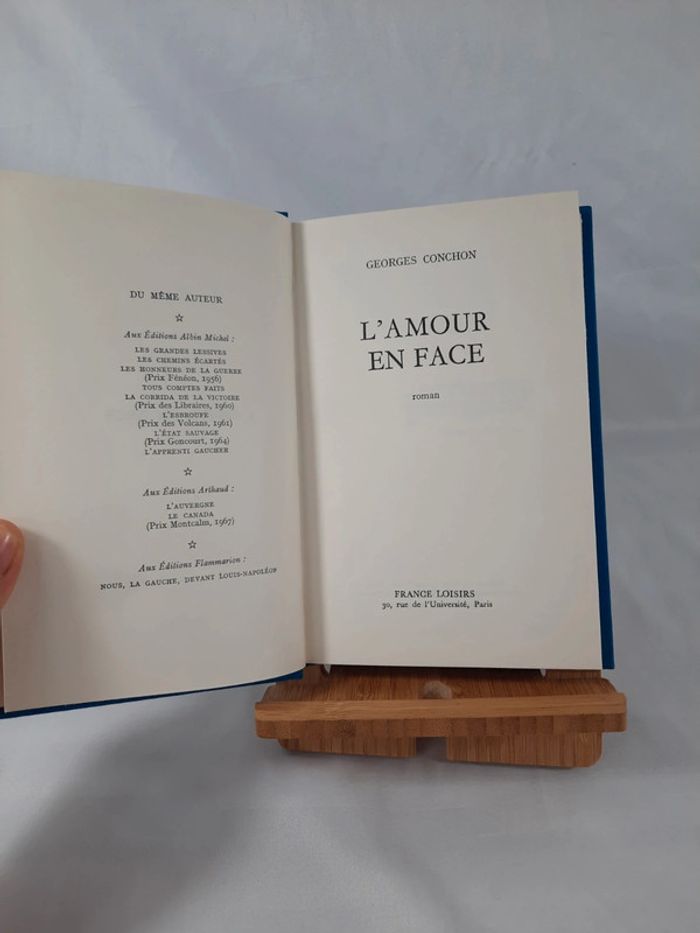 DU MÊME AUTEUR
☆
Aux Éditions Albin Michel :
LES GRANDES LESSIVES
LES CHEMINS ÉCARTÉS
LES HONNEURS DE LA GUERRE
(Prix Fénéon, 1956)
TOUS COMPTES FAITS
LA CORRIDA DE LA VICTOIRE
(Prix des Libraires, 1960)
L'ESBROUFE
(Prix des Volcans, 1961)
L'ÉTAT SAUVAGE
(Prix Goncourt, 1964)
L'APPRENTI GAUCHER
☆
Aux Éditions Arthaud :
L'AUVERGNE
LE CANADA
(Prix Montcalm, 1967)
☆
Aux Éditions Flammarion :
NOUS, LA GAUCHE, DEVANT LOUIS-NAPOLÉON
GEORGES CONCHON
L'AMOUR
EN FACE
roman
FRANCE LOISIRS
30, rue de l'Université, Paris